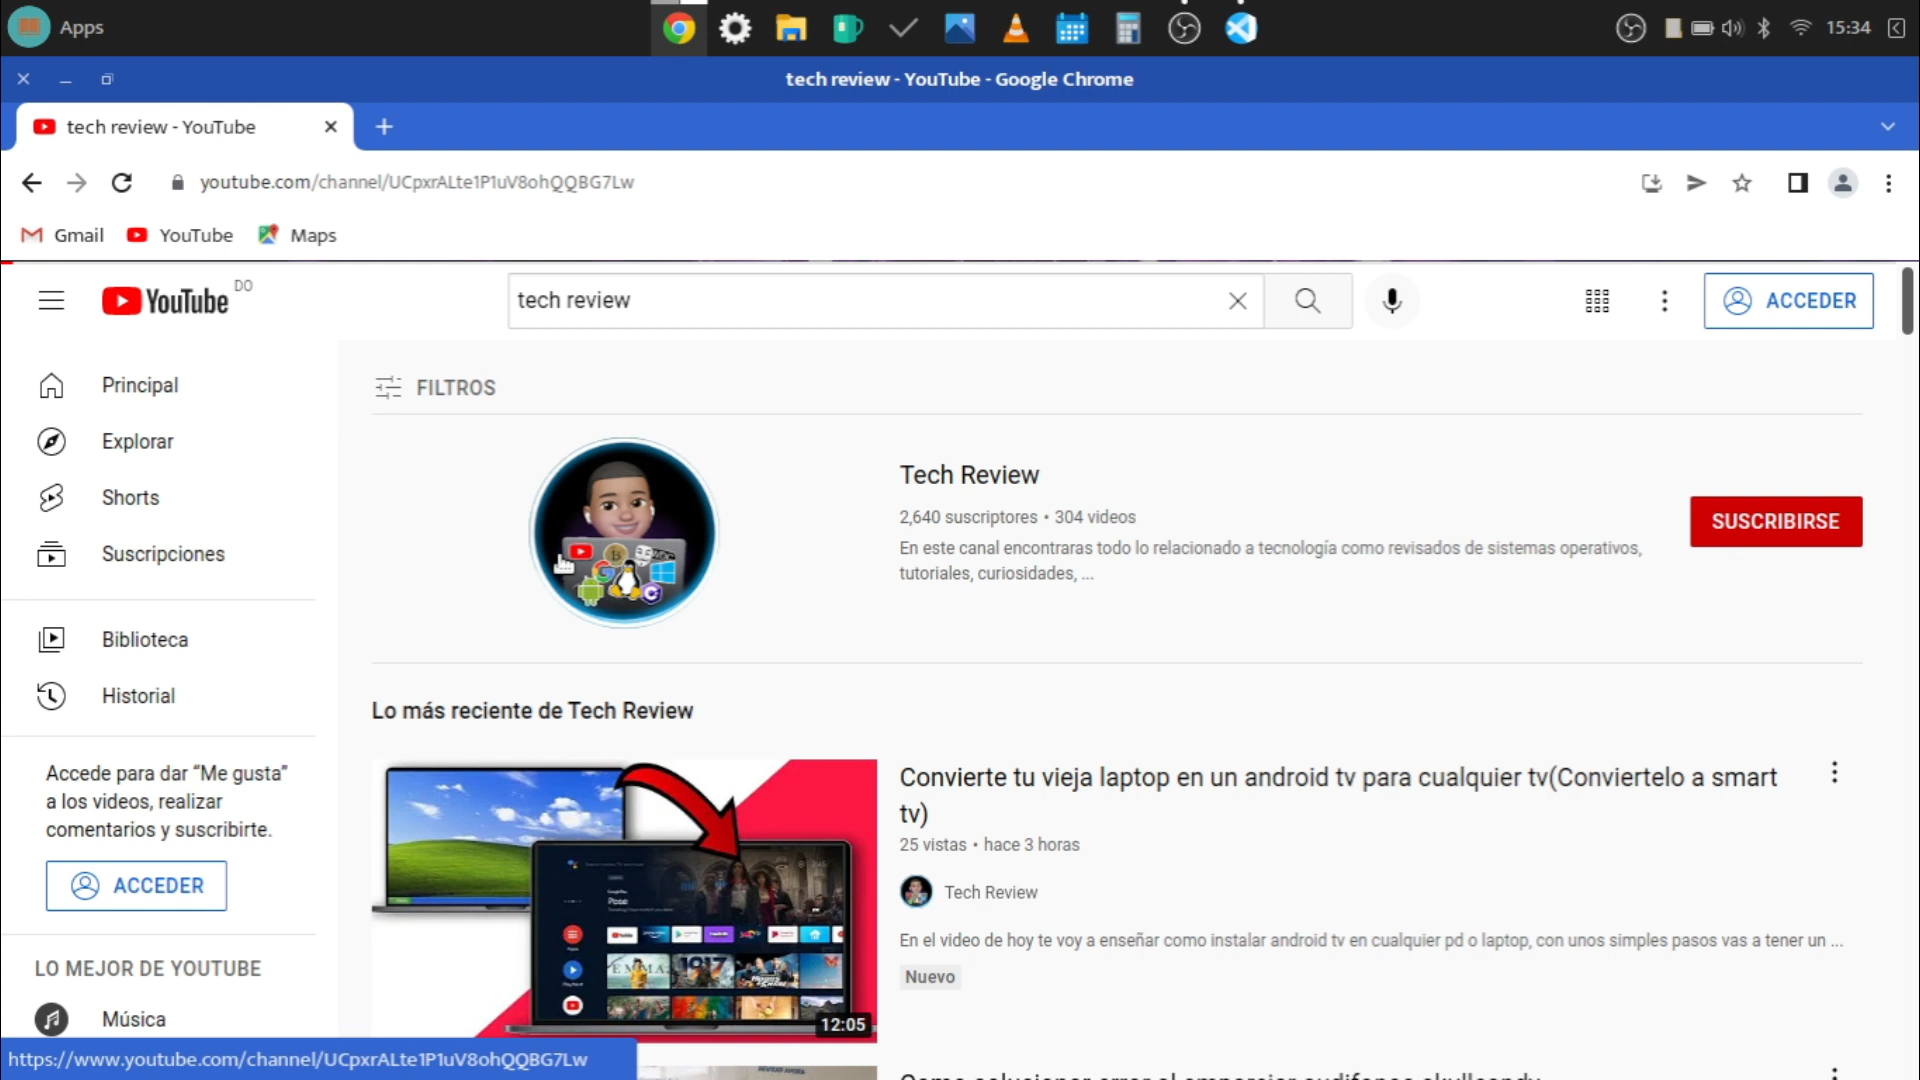 Apps
15:34
tech review - YouTube - Google Chrome
tech review - YouTube
youtube.com/channel/UCpxrALte1P1uV8ohQQBG7Lw
Gmail YouTube Maps
YouTube DO
tech review
ACCEDER
Principal
Explorar
Shorts
Suscripciones
Biblioteca
Historial
Accede para dar “Me gusta”
a los videos, realizar
comentarios y suscribirte.
ACCEDER
LO MEJOR DE YOUTUBE
Música
FILTROS
Tech Review
2,640 suscriptores • 304 videos
En este canal encontraras todo lo relacionado a tecnología como revisados de sistemas operativos,
tutoriales, curiosidades, ...
SUSCRIBIRSE
Lo más reciente de Tech Review
Pose
EMMA
1917
12:05
Convierte tu vieja laptop en un android tv para cualquier tv(Conviertelo a smart
tv)
25 vistas • hace 3 horas
Tech Review
En el video de hoy te voy a enseñar como instalar android tv en cualquier pd o laptop, con unos simples pasos vas a tener un ...
Nuevo
https://www.youtube.com/channel/UCpxrALte1P1uV8ohQQBG7Lw